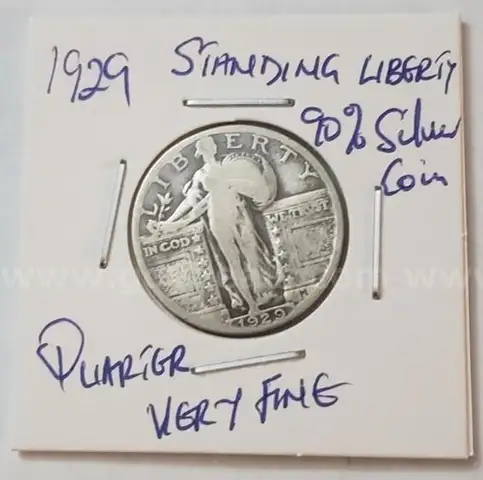 1929 STANDING LIBERTY
90% Silver
Coin
LIBERTY
IN GOD WE TRUST
1929
QUARTER
VERY FINE